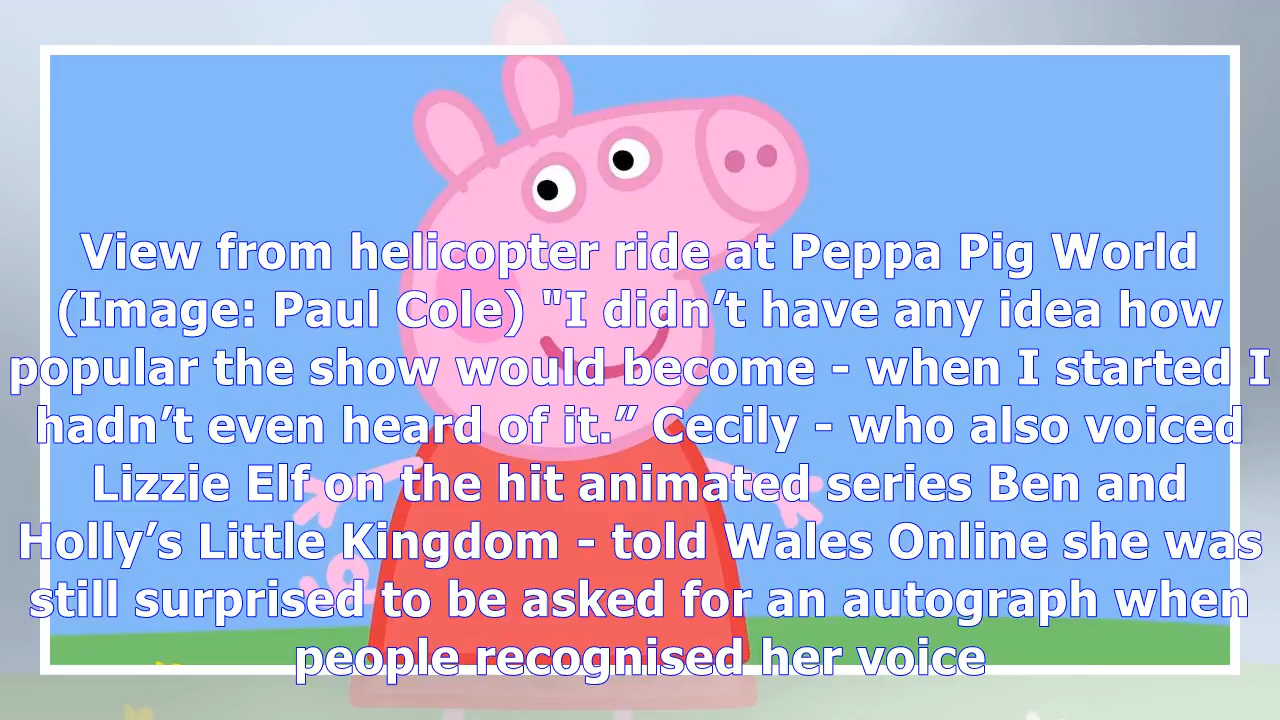 View from helicopter ride at Peppa Pig World
(Image: Paul Cole) "I didn’t have any idea how
popular the show would become - when I started I
hadn’t even heard of it.” Cecily - who also voiced
Lizzie Elf on the hit animated series Ben and
Holly’s Little Kingdom - told Wales Online she was
still surprised to be asked for an autograph when
people recognised her voice